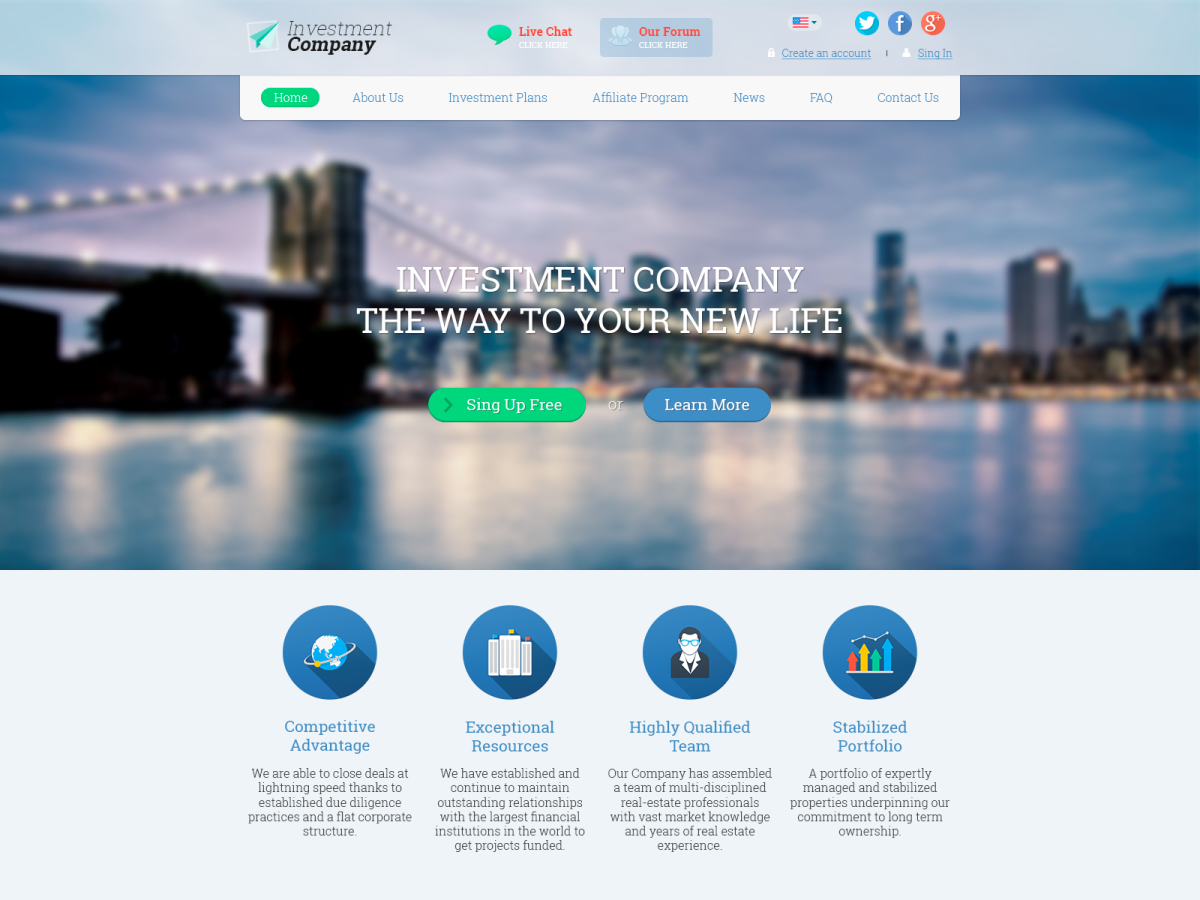 Investment
Company
Live Chat
CLICK HERE
Our Forum
CLICK HERE
Create an account
Sing In
Home
About Us
Investment Plans
Affiliate Program
News
FAQ
Contact Us
INVESTMENT COMPANY
THE WAY TO YOUR NEW LIFE
Sing Up Free
or
Learn More
Competitive
Advantage
We are able to close deals at
lightning speed thanks to
established due diligence
practices and a flat corporate
structure.
Exceptional
Resources
We have established and
continue to maintain
outstanding relationships
with the largest financial
institutions in the world to
get projects funded.
Highly Qualified
Team
Our Company has assembled
a team of multi-disciplined
real-estate professionals
with vast market knowledge
and years of real estate
experience.
Stabilized
Portfolio
A portfolio of expertly
managed and stabilized
properties underpinning our
commitment to long term
ownership.